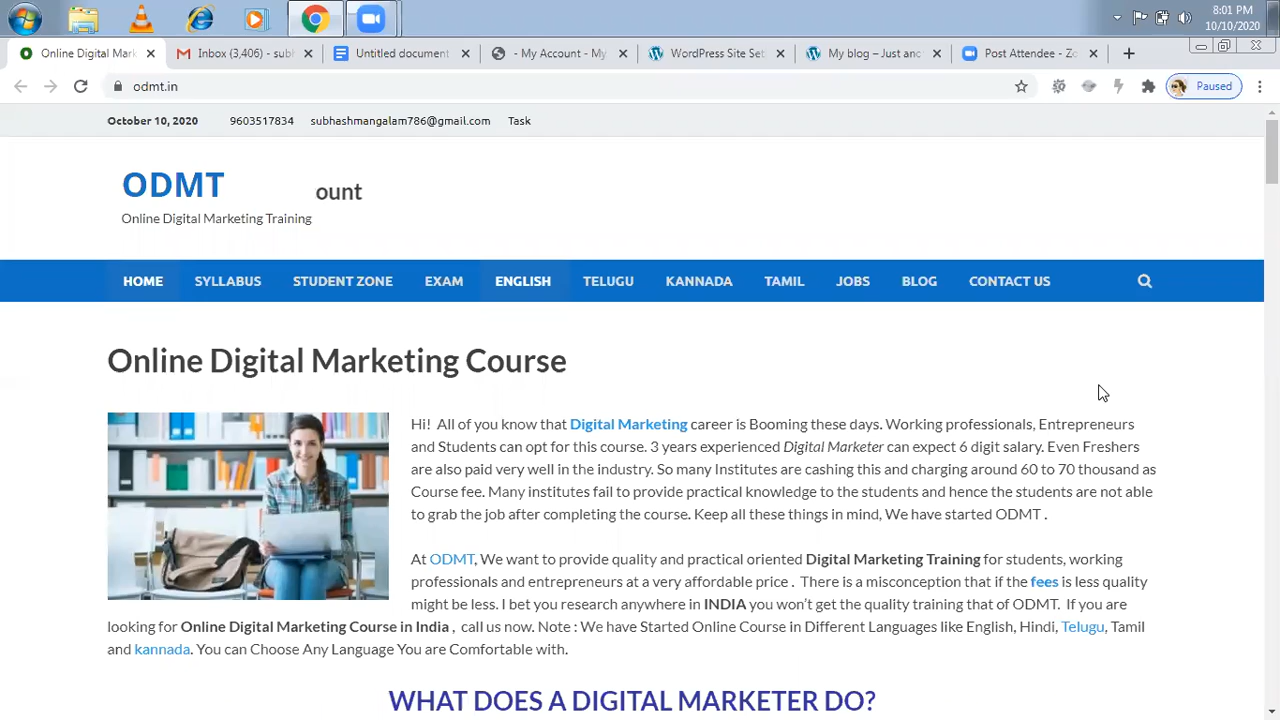 8:01 PM
10/10/2020
Online Digital Mark
Inbox (3,406) - subh
Untitled document
- My Account - My
WordPress Site Set
My blog – Just ano
Post Attendee - Zo
odmt.in
Paused
October 10, 2020 9603517834 subhashmangalam786@gmail.com Task
ODMT
ount
Online Digital Marketing Training
HOME SYLLABUS STUDENT ZONE EXAM ENGLISH TELUGU KANNADA TAMIL JOBS BLOG CONTACT US
Online Digital Marketing Course
Hi! All of you know that Digital Marketing career is Booming these days. Working professionals, Entrepreneurs
and Students can opt for this course. 3 years experienced Digital Marketer can expect 6 digit salary. Even Freshers
are also paid very well in the industry. So many Institutes are cashing this and charging around 60 to 70 thousand as
Course fee. Many institutes fail to provide practical knowledge to the students and hence the students are not able
to grab the job after completing the course. Keep all these things in mind, We have started ODMT .
At ODMT, We want to provide quality and practical oriented Digital Marketing Training for students, working
professionals and entrepreneurs at a very affordable price . There is a misconception that if the fees is less quality
might be less. I bet you research anywhere in INDIA you won’t get the quality training that of ODMT. If you are
looking for Online Digital Marketing Course in India , call us now. Note : We have Started Online Course in Different Languages like English, Hindi, Telugu, Tamil
and kannada. You can Choose Any Language You are Comfortable with.
WHAT DOES A DIGITAL MARKETER DO?